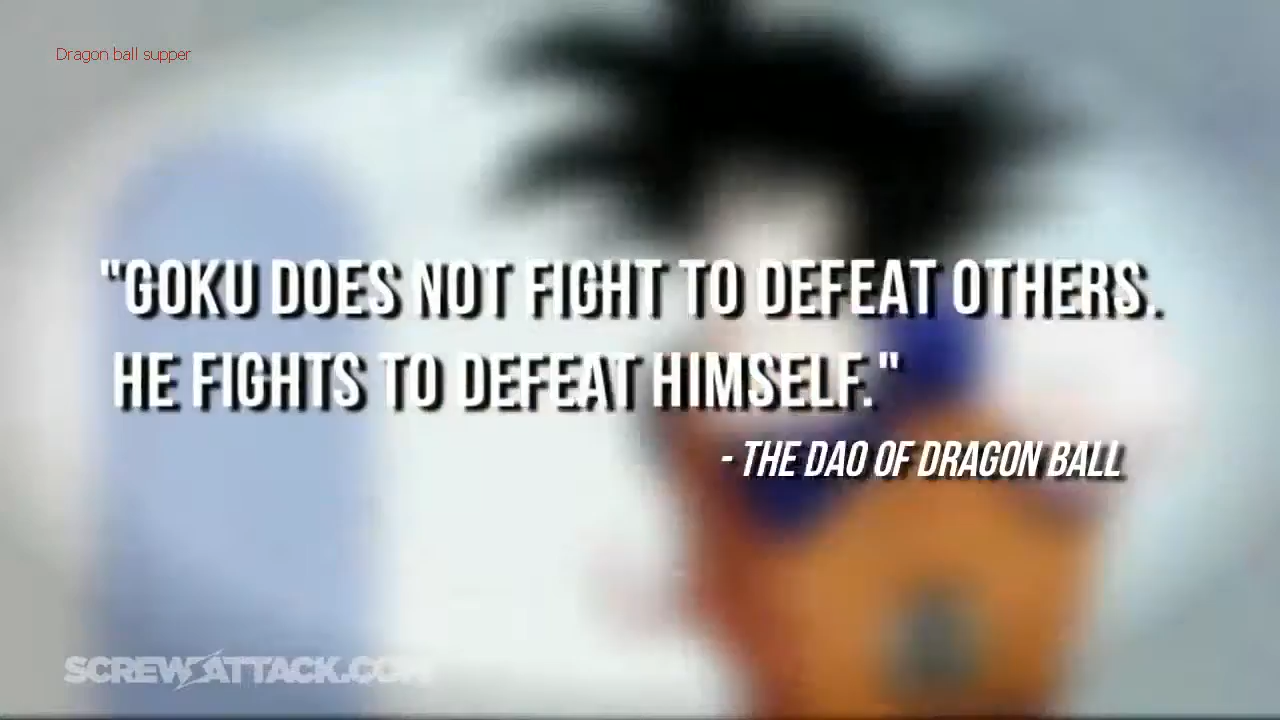 Dragon ball supper
"GOKU DOES NOT FIGHT TO DEFEAT OTHERS.
HE FIGHTS TO DEFEAT HIMSELF."
- THE DAO OF DRAGON BALL
SCREWATTACK.COM